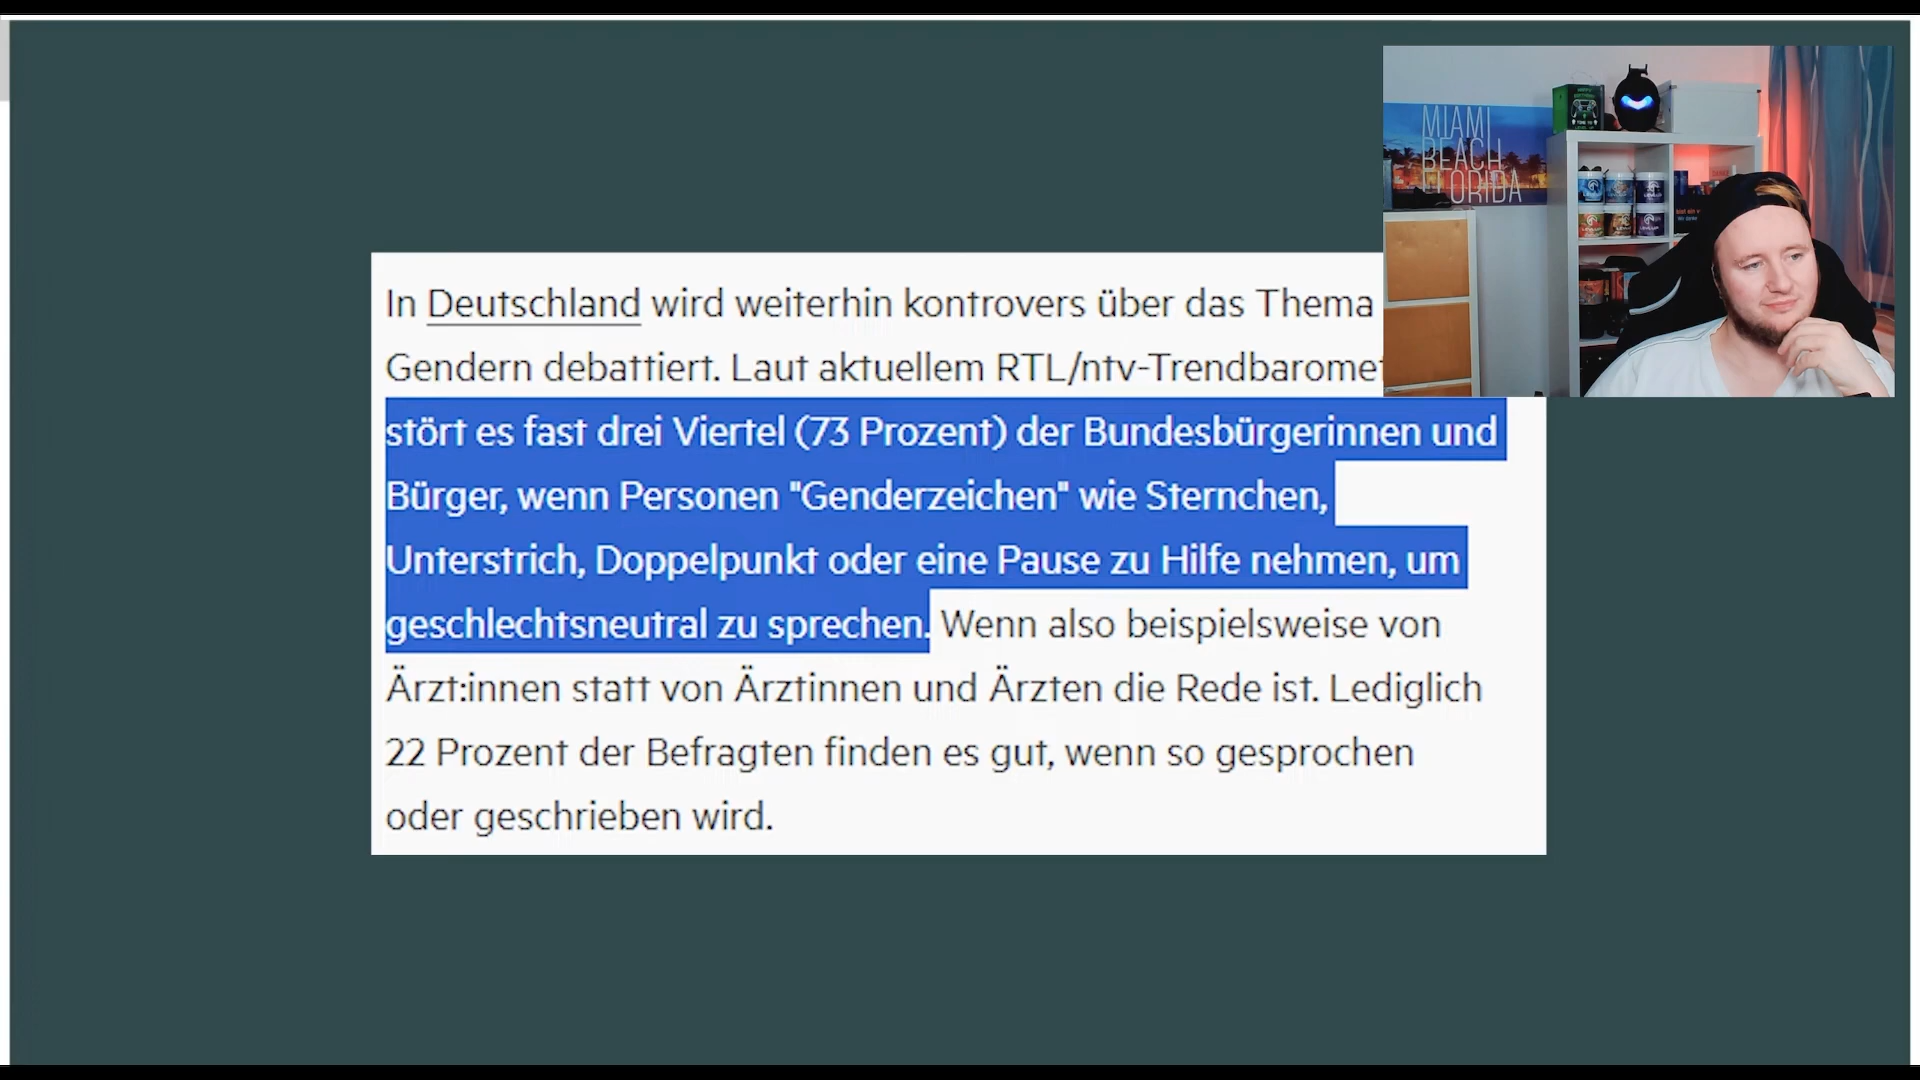 MIAMI
BEACH
FLORIDA
In Deutschland wird weiterhin kontrovers über das Thema
Gendern debattiert. Laut aktuellem RTL/ntv-Trendbaromet
stört es fast drei Viertel (73 Prozent) der Bundesbürgerinnen und
Bürger, wenn Personen "Genderzeichen" wie Sternchen,
Unterstrich, Doppelpunkt oder eine Pause zu Hilfe nehmen, um
geschlechtsneutral zu sprechen. Wenn also beispielsweise von
Ärzt:innen statt von Ärztinnen und Ärzten die Rede ist. Lediglich
22 Prozent der Befragten finden es gut, wenn so gesprochen
oder geschrieben wird.